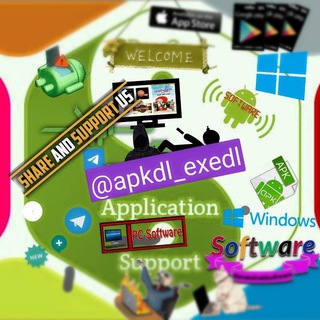 App Store
WELCOME
SOFTWARE
SHARE AND SUPPORT US
APK
@apkdl_exedl
Application
Windows
PC Software
Software
Support
NEW